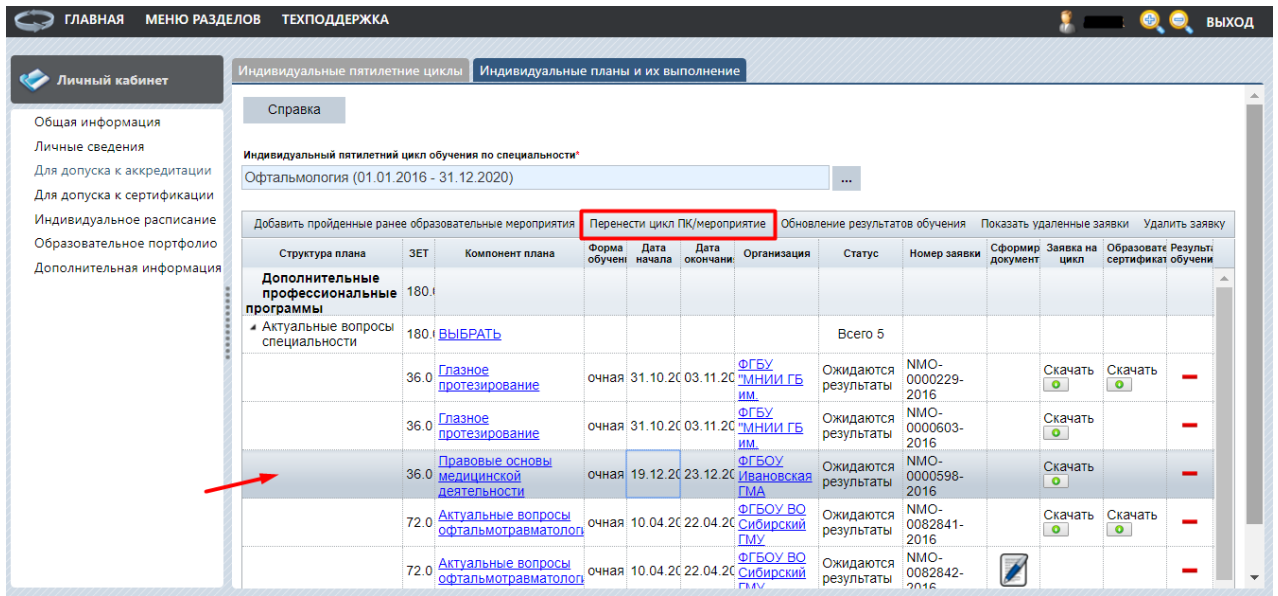 ГЛАВНАЯ МЕНЮ РАЗДЕЛОВ ТЕХПОДДЕРЖКА ВЫХОД
Личный кабинет
Общая информация
Личные сведения
Для допуска к аккредитации
Для допуска к сертификации
Индивидуальное расписание
Образовательное портфолио
Дополнительная информация
Индивидуальные пятилетние циклы Индивидуальные планы и их выполнение
Справка
Индивидуальный пятилетний цикл обучения по специальности*
Офтальмология (01.01.2016 - 31.12.2020) ...
Добавить пройденные ранее образовательные мероприятия Перенести цикл ПК/мероприятие Обновление результатов обучения Показать удаленные заявки Удалить заявку
Структура плана ЗЕТ Компонент плана Форма обучен Дата начала Дата окончани Организация Статус Номер заявки Сформир документ Заявка на цикл Образовате сертификат Результ обучени
Дополнительные
профессиональные 180.
программы
Актуальные вопросы
специальности 180. ВЫБРАТЬ Всего 5
36.0 Глазное
протезирование очная 31.10.20 03.11.20 ФГБУ
"МНИИ ГБ
им. Ожидаются
результаты NMO-
0000229-
2016 Скачать Скачать
36.0 Глазное
протезирование очная 31.10.20 03.11.20 ФГБУ
"МНИИ ГБ
им. Ожидаются
результаты NMO-
0000603-
2016 Скачать
36.0 Правовые основы
медицинской
деятельности очная 19.12.20 23.12.20 ФГБОУ
Ивановская
ГМА Ожидаются
результаты NMO-
0000598-
2016 Скачать
72.0 Актуальные вопросы
офтальмотравматологи очная 10.04.20 22.04.20 ФГБОУ ВО
Сибирский
ГМУ Ожидаются
результаты NMO-
0082841-
2016 Скачать Скачать
72.0 Актуальные вопросы
офтальмотравматологи очная 10.04.20 22.04.20 ФГБОУ ВО
Сибирский
ГМУ Ожидаются
результаты NMO-
0082842-
2016